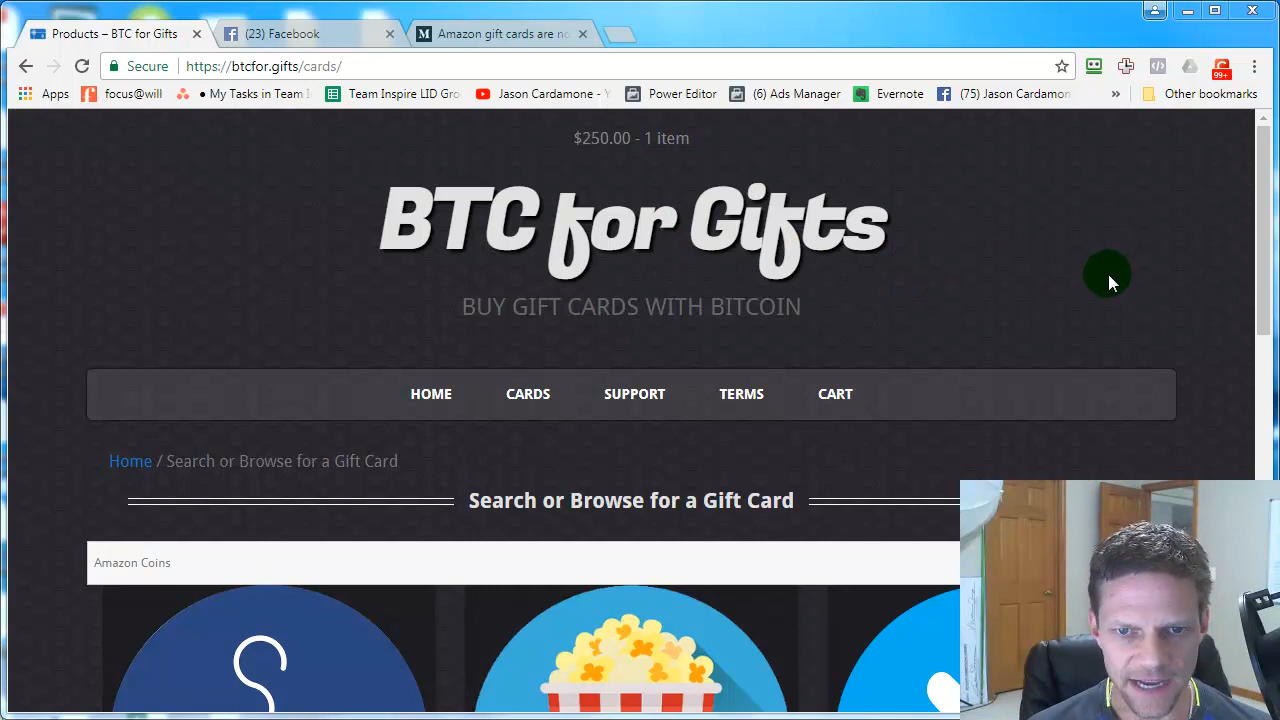 Products – BTC for Gifts
(23) Facebook
Amazon gift cards are no
Secure
https://btcfor.gifts/cards/
99+
Apps
focus@will
• My Tasks in Team I
Team Inspire LID Gro
Jason Cardamone - Y
Power Editor
(6) Ads Manager
Evernote
(75) Jason Cardamon
»
Other bookmarks
$250.00 - 1 item
BTC for Gifts
BUY GIFT CARDS WITH BITCOIN
HOME CARDS SUPPORT TERMS CART
Home / Search or Browse for a Gift Card
Search or Browse for a Gift Card
Amazon Coins